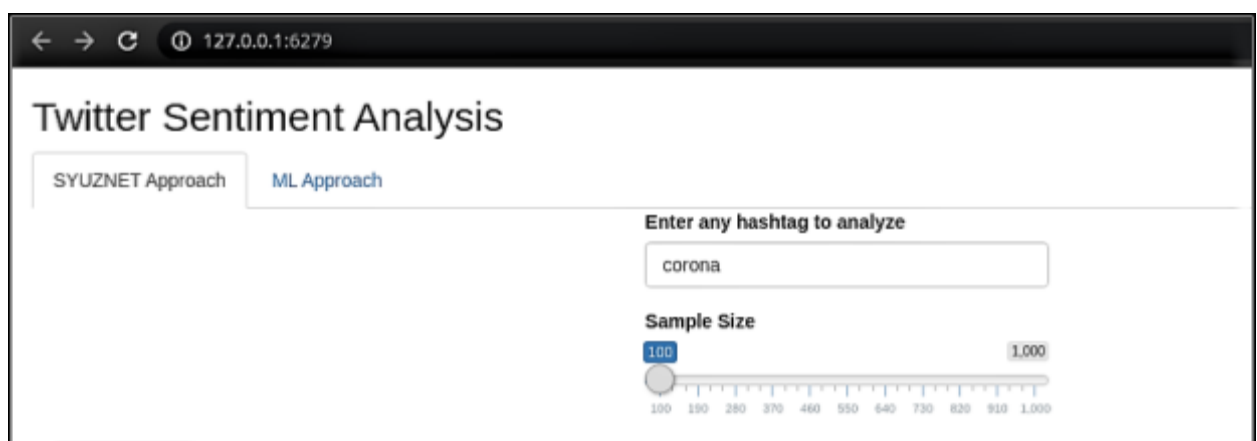 127.0.0.1:6279
Twitter Sentiment Analysis
SYUZNET Approach ML Approach
Enter any hashtag to analyze
corona
Sample Size
100 1,000
100 190 280 370 460 550 640 730 820 910 1,000